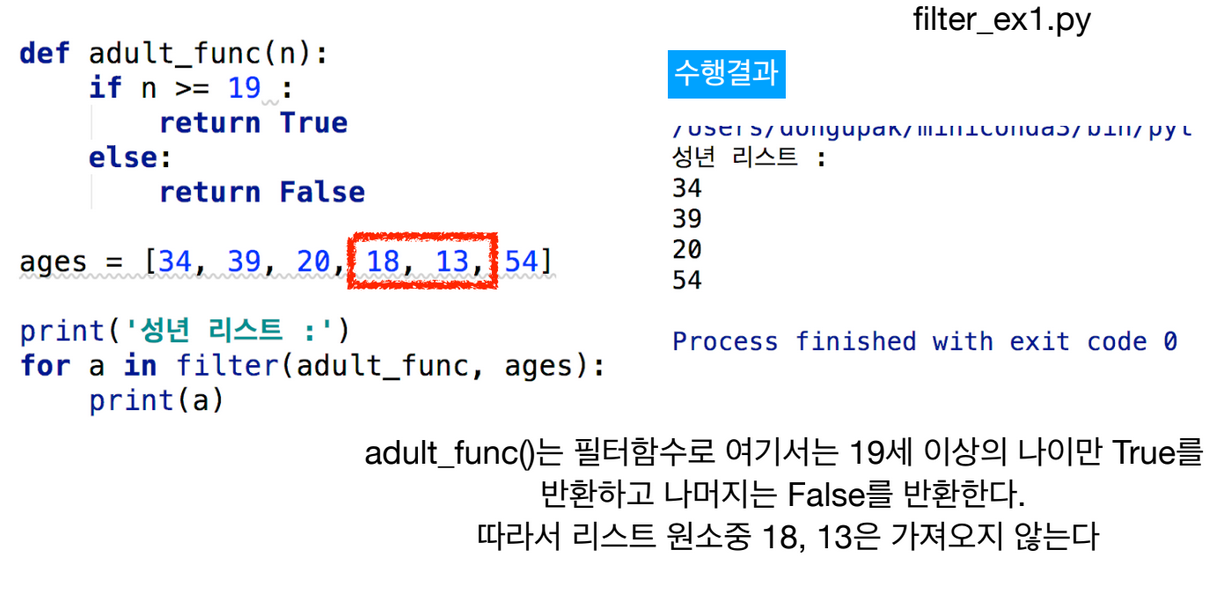 filter_ex1.py
def adult_func(n):
    if n >= 19 :
        return True
    else:
        return False
ages = [34, 39, 20, 18, 13, 54]
print('성년 리스트 :')
for a in filter(adult_func, ages):
    print(a)
수행결과
/Users/dongupak/miniconda3/bin/pyt
성년 리스트 :
34
39
20
54
Process finished with exit code 0
adult_func()는 필터함수로 여기서는 19세 이상의 나이만 True를
반환하고 나머지는 False를 반환한다.
따라서 리스트 원소중 18, 13은 가져오지 않는다